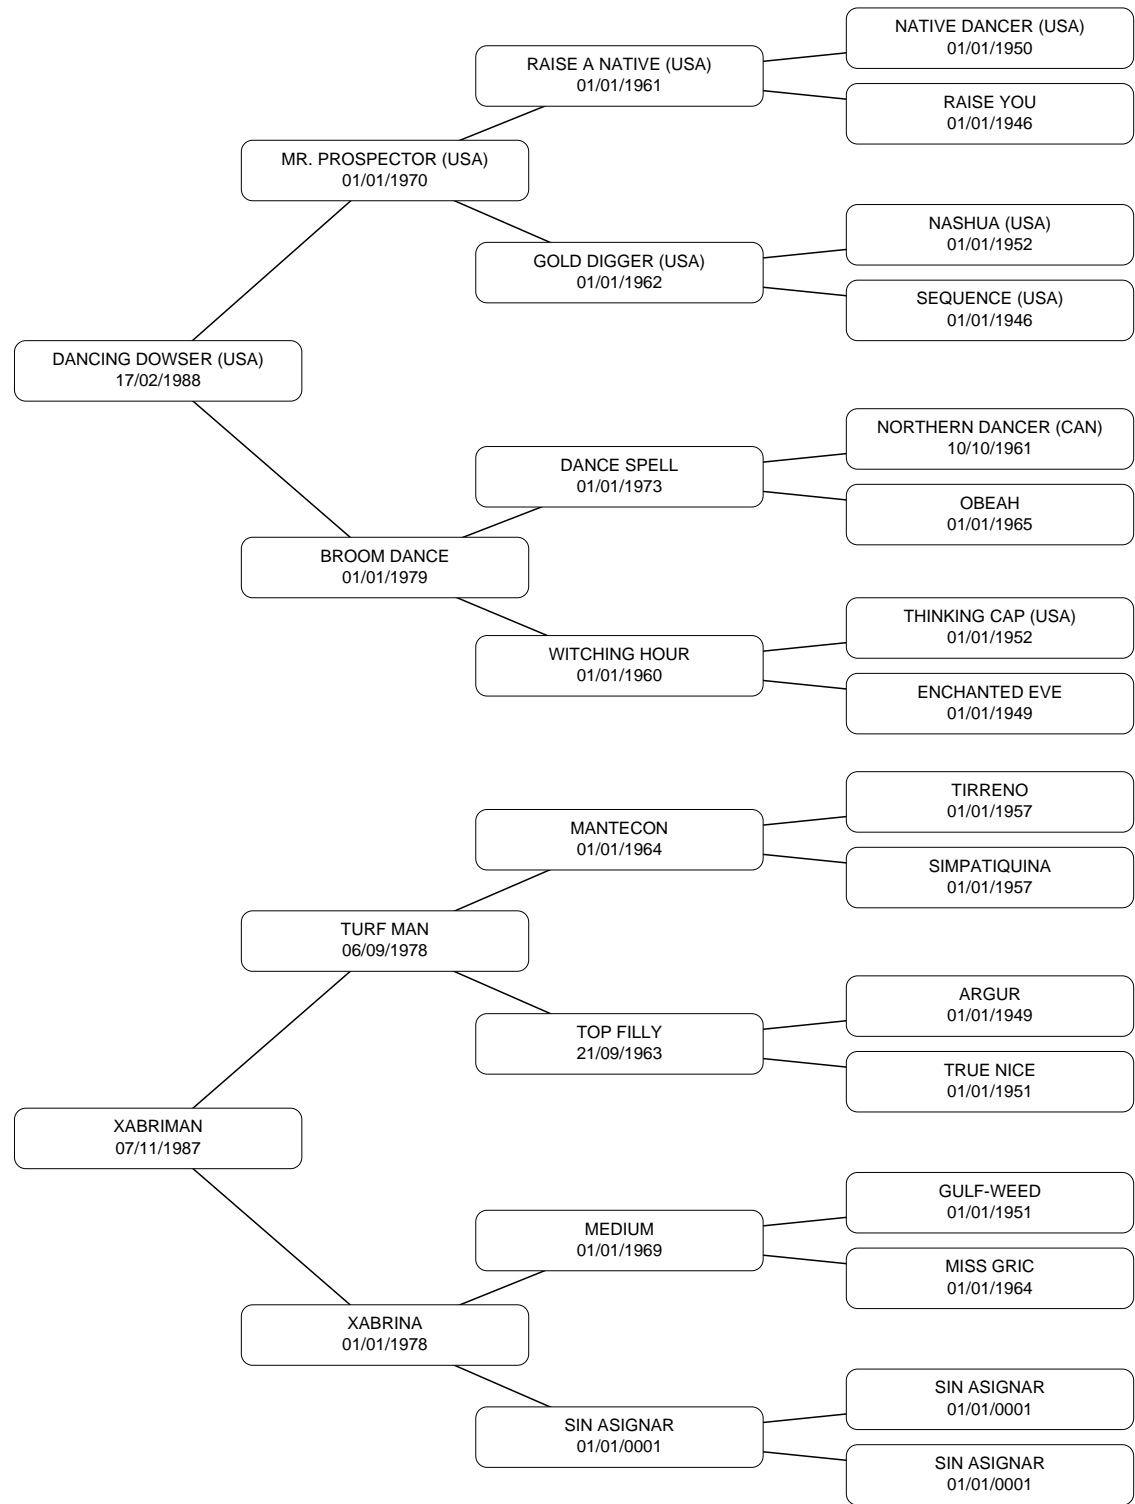 NATIVE DANCER (USA)
01/01/1950
RAISE A NATIVE (USA)
01/01/1961
RAISE YOU
01/01/1946
MR. PROSPECTOR (USA)
01/01/1970
NASHUA (USA)
01/01/1952
GOLD DIGGER (USA)
01/01/1962
SEQUENCE (USA)
01/01/1946
DANCING DOWSER (USA)
17/02/1988
NORTHERN DANCER (CAN)
10/10/1961
DANCE SPELL
01/01/1973
OBEAH
01/01/1965
BROOM DANCE
01/01/1979
THINKING CAP (USA)
01/01/1952
WITCHING HOUR
01/01/1960
ENCHANTED EVE
01/01/1949
TIRRENO
01/01/1957
MANTECON
01/01/1964
SIMPATIQUINA
01/01/1957
TURF MAN
06/09/1978
ARGUR
01/01/1949
TOP FILLY
21/09/1963
TRUE NICE
01/01/1951
XABRIMAN
07/11/1987
GULF-WEED
01/01/1951
MEDIUM
01/01/1969
MISS GRIC
01/01/1964
XABRINA
01/01/1978
SIN ASIGNAR
01/01/0001
SIN ASIGNAR
01/01/0001
SIN ASIGNAR
01/01/0001